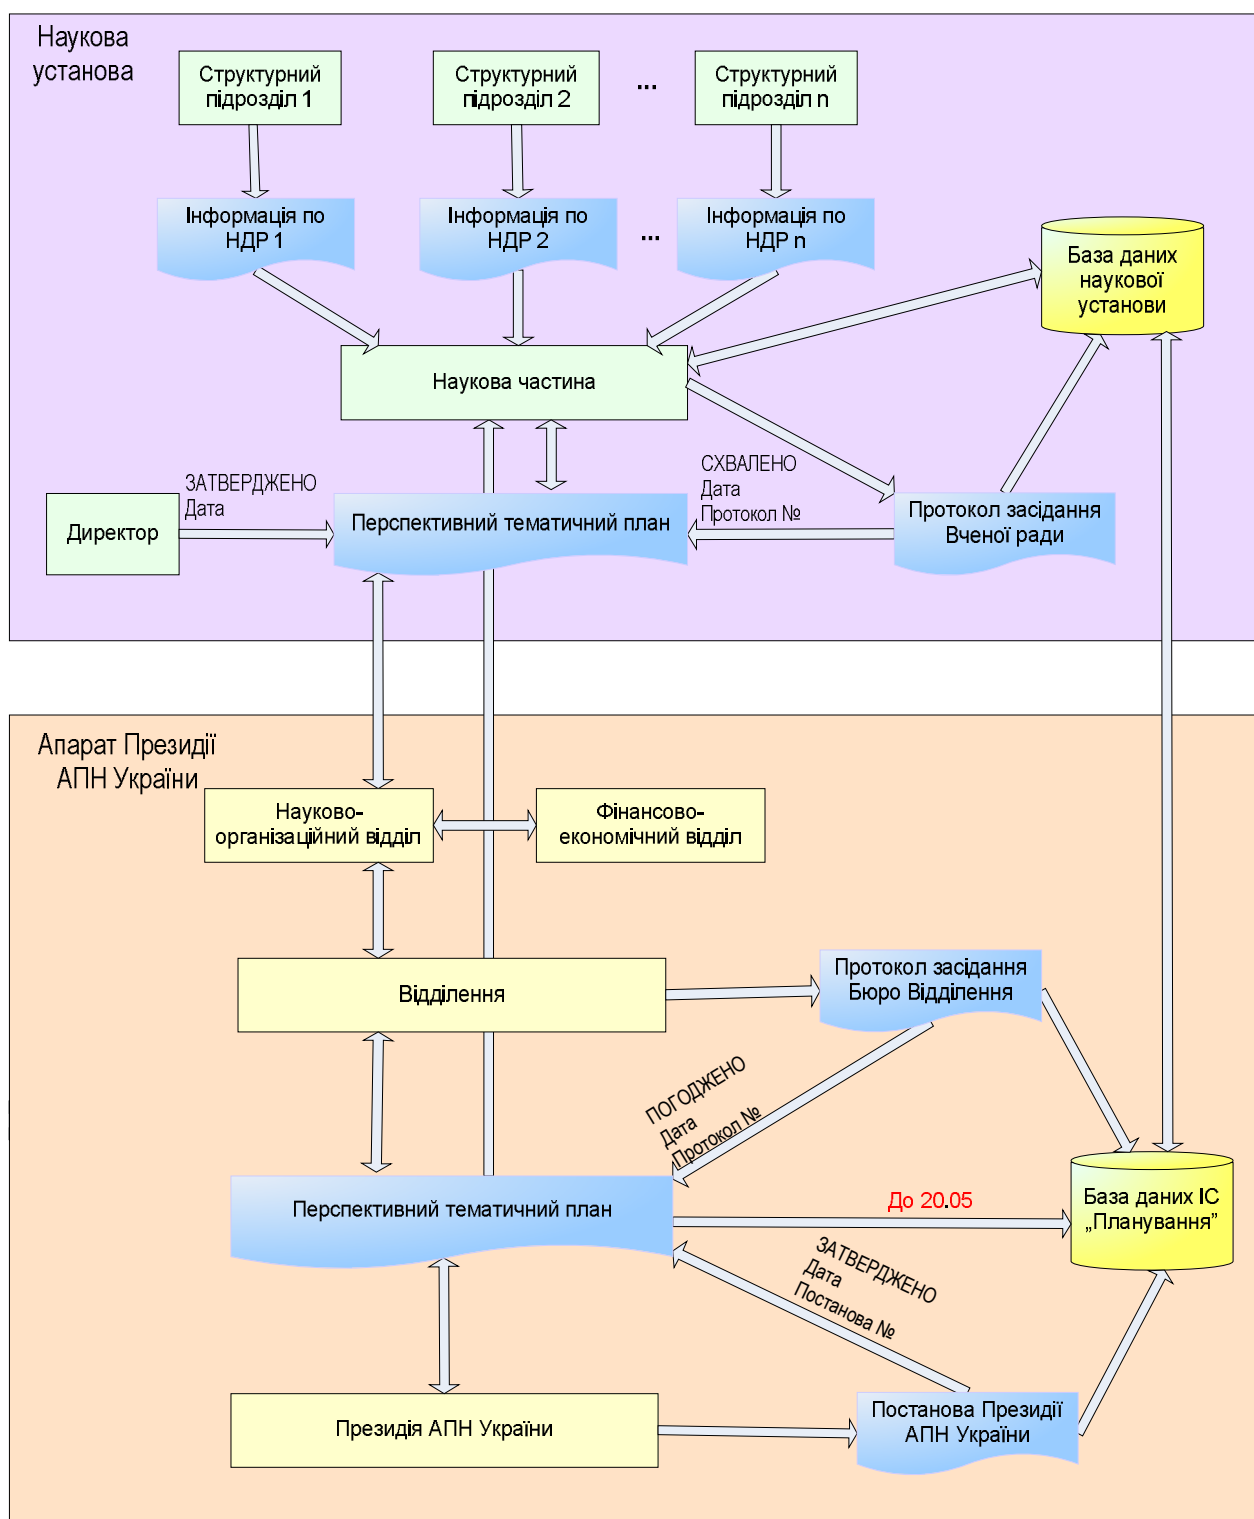 Наукова
установа
Структурний
підрозділ 1
Структурний
підрозділ 2
...
Структурний
підрозділ n
Інформація по
НДР 1
Інформація по
НДР 2
...
Інформація по
НДР n
База даних
наукової
установи
Наукова частина
ЗАТВЕРДЖЕНО
Дата
СХВАЛЕНО
Дата
Протокол №
Директор
Перспективний тематичний план
Протокол засідання
Вченої ради
Апарат Президії
АПН України
Науково-
організаційний відділ
Фінансово-
економічний відділ
Відділення
Протокол засідання
Бюро Відділення
ПОГОДЖЕНО
Дата
Протокол №
Перспективний тематичний план
До 20.05
База даних ІС
„Планування”
ЗАТВЕРДЖЕНО
Дата
Постанова №
Президія АПН України
Постанова Президії
АПН України